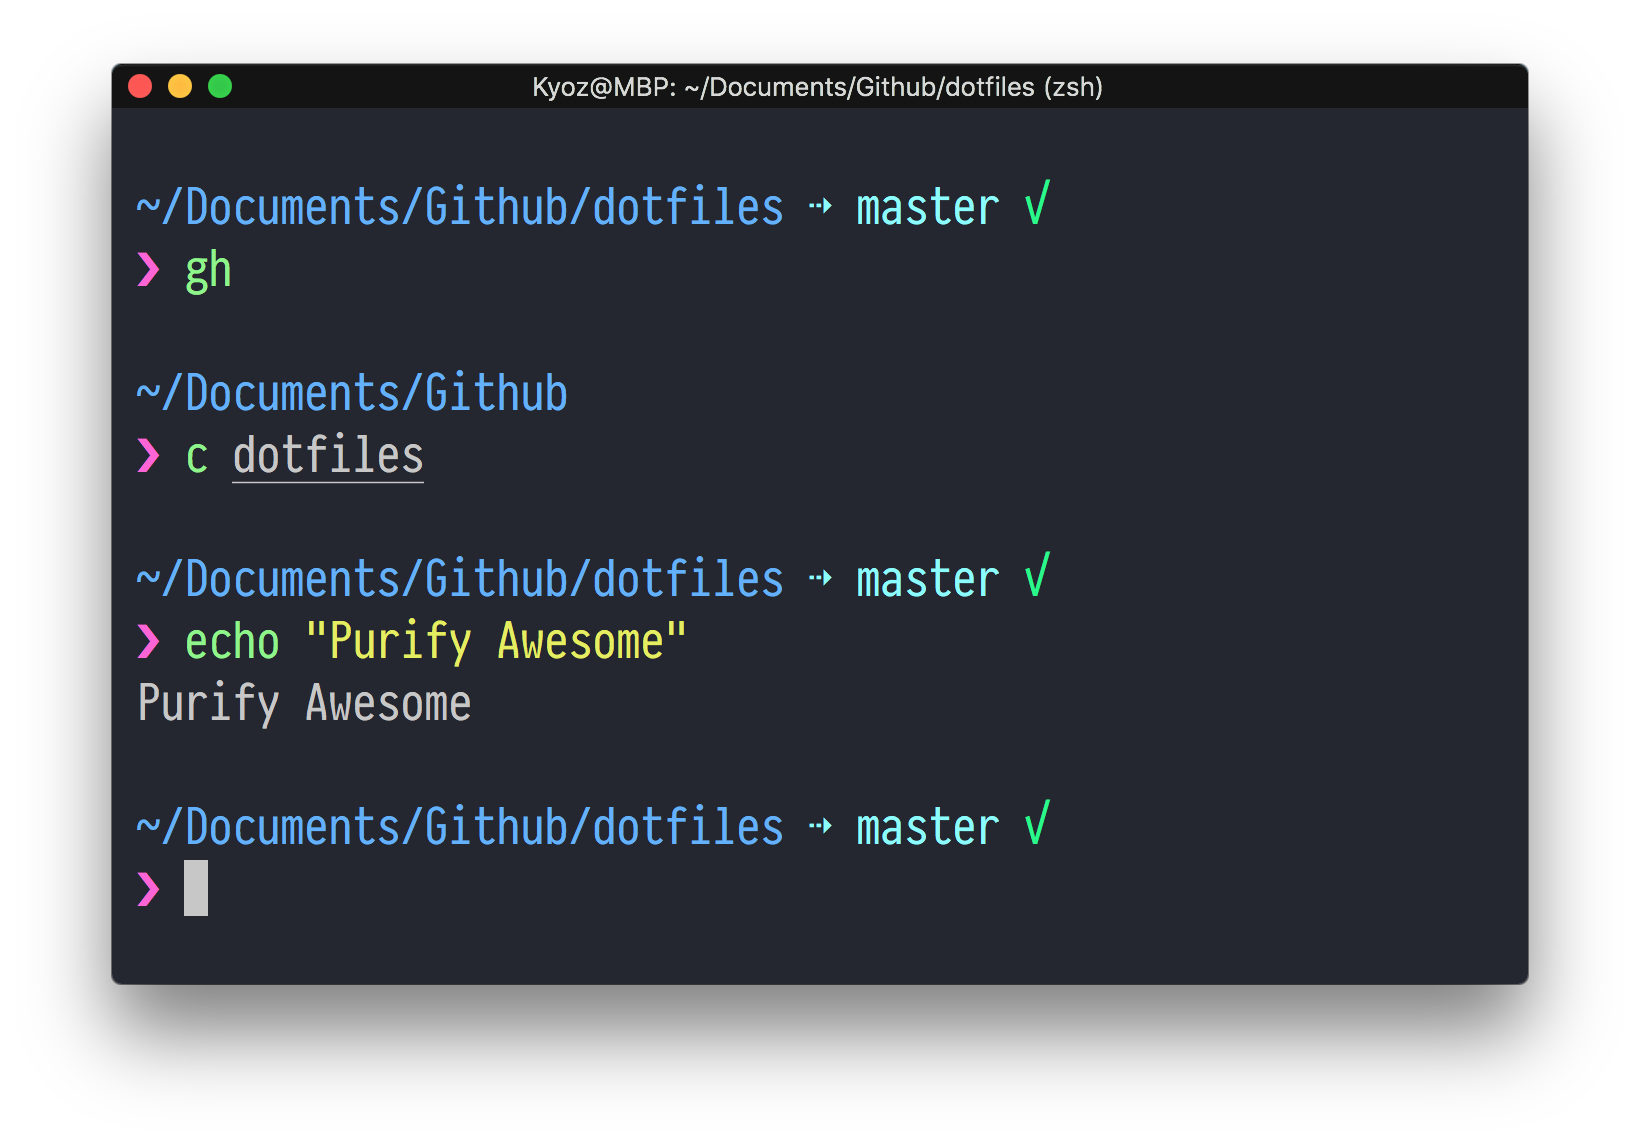 Kyoz@MBP: ~/Documents/Github/dotfiles (zsh)
~/Documents/Github/dotfiles ⇢ master √
❯ gh
~/Documents/Github
❯ c dotfiles
~/Documents/Github/dotfiles ⇢ master √
❯ echo "Purify Awesome"
Purify Awesome
~/Documents/Github/dotfiles ⇢ master √
❯